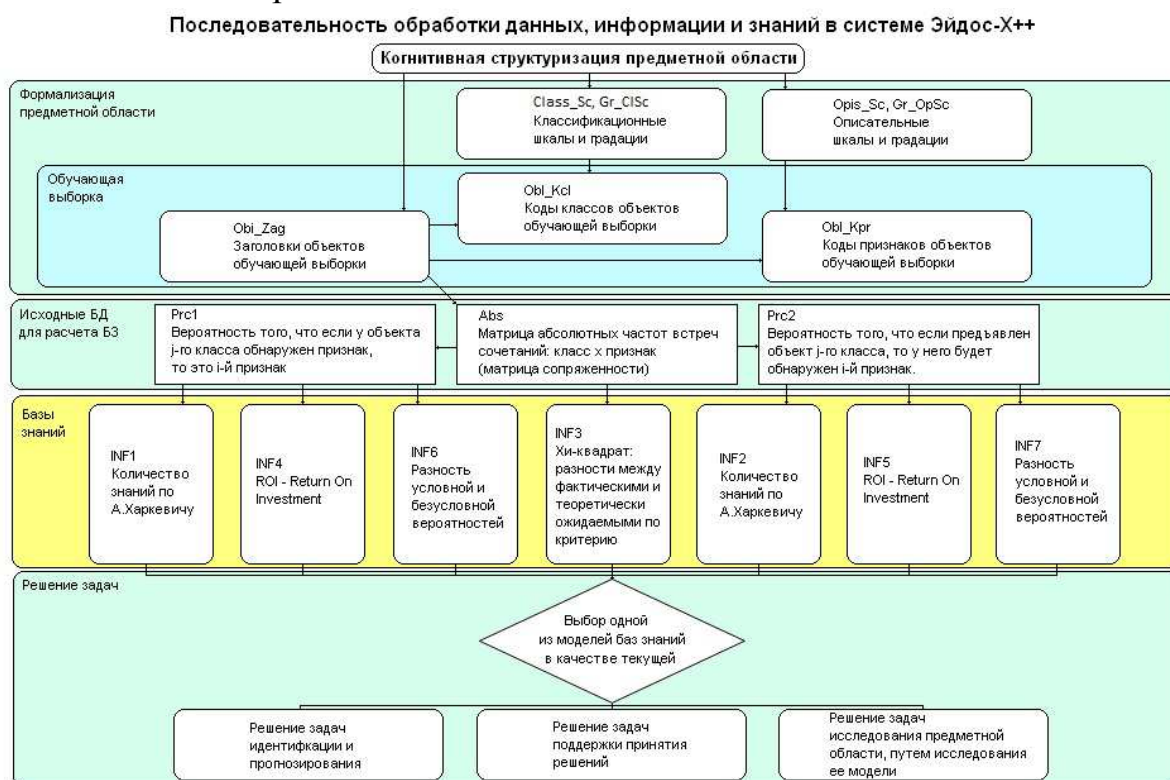 Последовательность обработки данных, информации и знаний в системе Эйдос-Х++
Когнитивная структуризация предметной области
Формализация
предметной области
Class_Sc, Gr_ClSc
Классификационные
шкалы и градации
Opis_Sc, Gr_OpSc
Описательные
шкалы и градации
Обучающая
выборка
Obl_Kcl
Коды классов объектов
обучающей выборки
Obi_Zag
Заголовки объектов
обучающей выборки
Obl_Kpr
Коды признаков объектов
обучающей выборки
Исходные БД
для расчета БЗ
Prc1
Вероятность того, что если у объекта
j-го класса обнаружен признак,
то это i-й признак
Abs
Матрица абсолютных частот встреч
сочетаний: класс х признак
(матрица сопряженности)
Prc2
Вероятность того, что если предъявлен
объект j-го класса, то у него будет
обнаружен i-й признак.
Базы
знаний
INF1
Количество
знаний по
А.Харкевичу
INF4
ROI - Return On
Investment
INF6
Разность
условной и
безусловной
вероятностей
INF3
Хи-квадрат:
разности между
фактическими и
теоретически
ожидаемыми по
критерию
INF2
Количество
знаний по
А.Харкевичу
INF5
ROI - Return On
Investment
INF7
Разность
условной и
безусловной
вероятностей
Решение задач
Выбор одной
из моделей баз знаний
в качестве текущей
Решение задач
идентифкации и
прогнозирования
Решение задач
поддержки принятия
решений
Решение задач
исследования предметной
области, путем исследования
ее модели